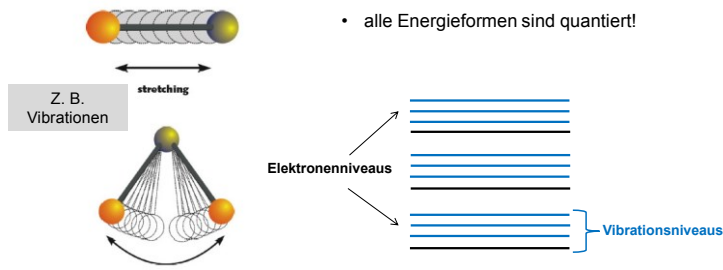 • alle Energieformen sind quantiert!
stretching
Z. B.
Vibrationen
Elektronenniveaus
Vibrationsniveaus